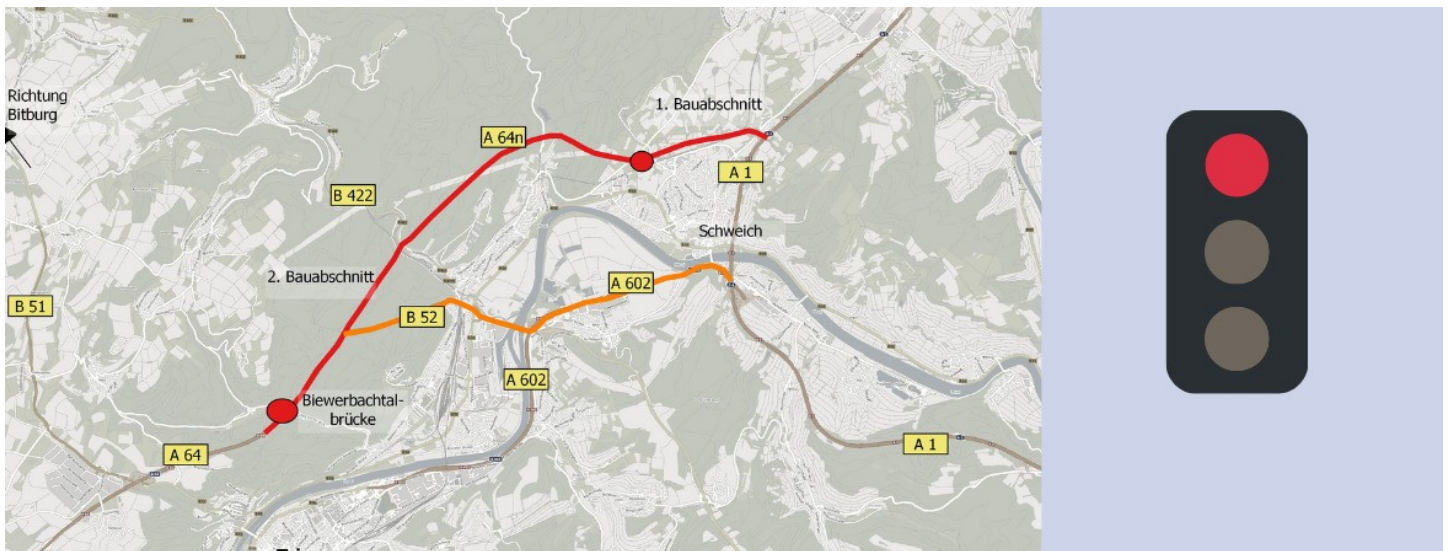 Richtung
Bitburg
1. Bauabschnitt
A 64n
A 1
B 422
Schweich
2. Bauabschnitt
A 602
B 51
B 52
A 602
Biewerbachtal-
brücke
A 64
A 1